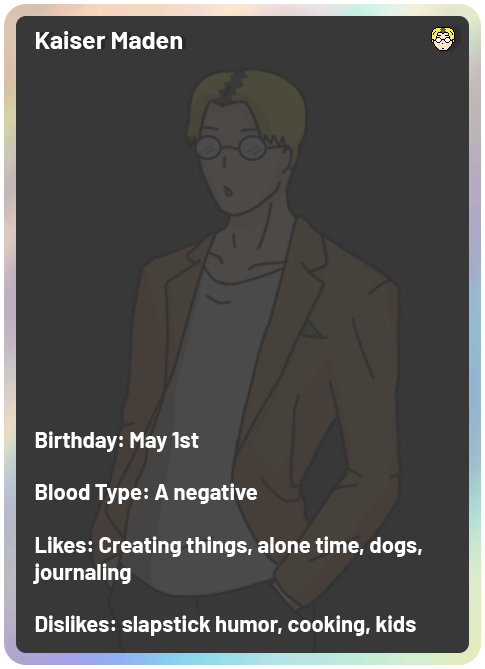 Kaiser Maden
Birthday: May 1st
Blood Type: A negative
Likes: Creating things, alone time, dogs,
journaling
Dislikes: slapstick humor, cooking, kids